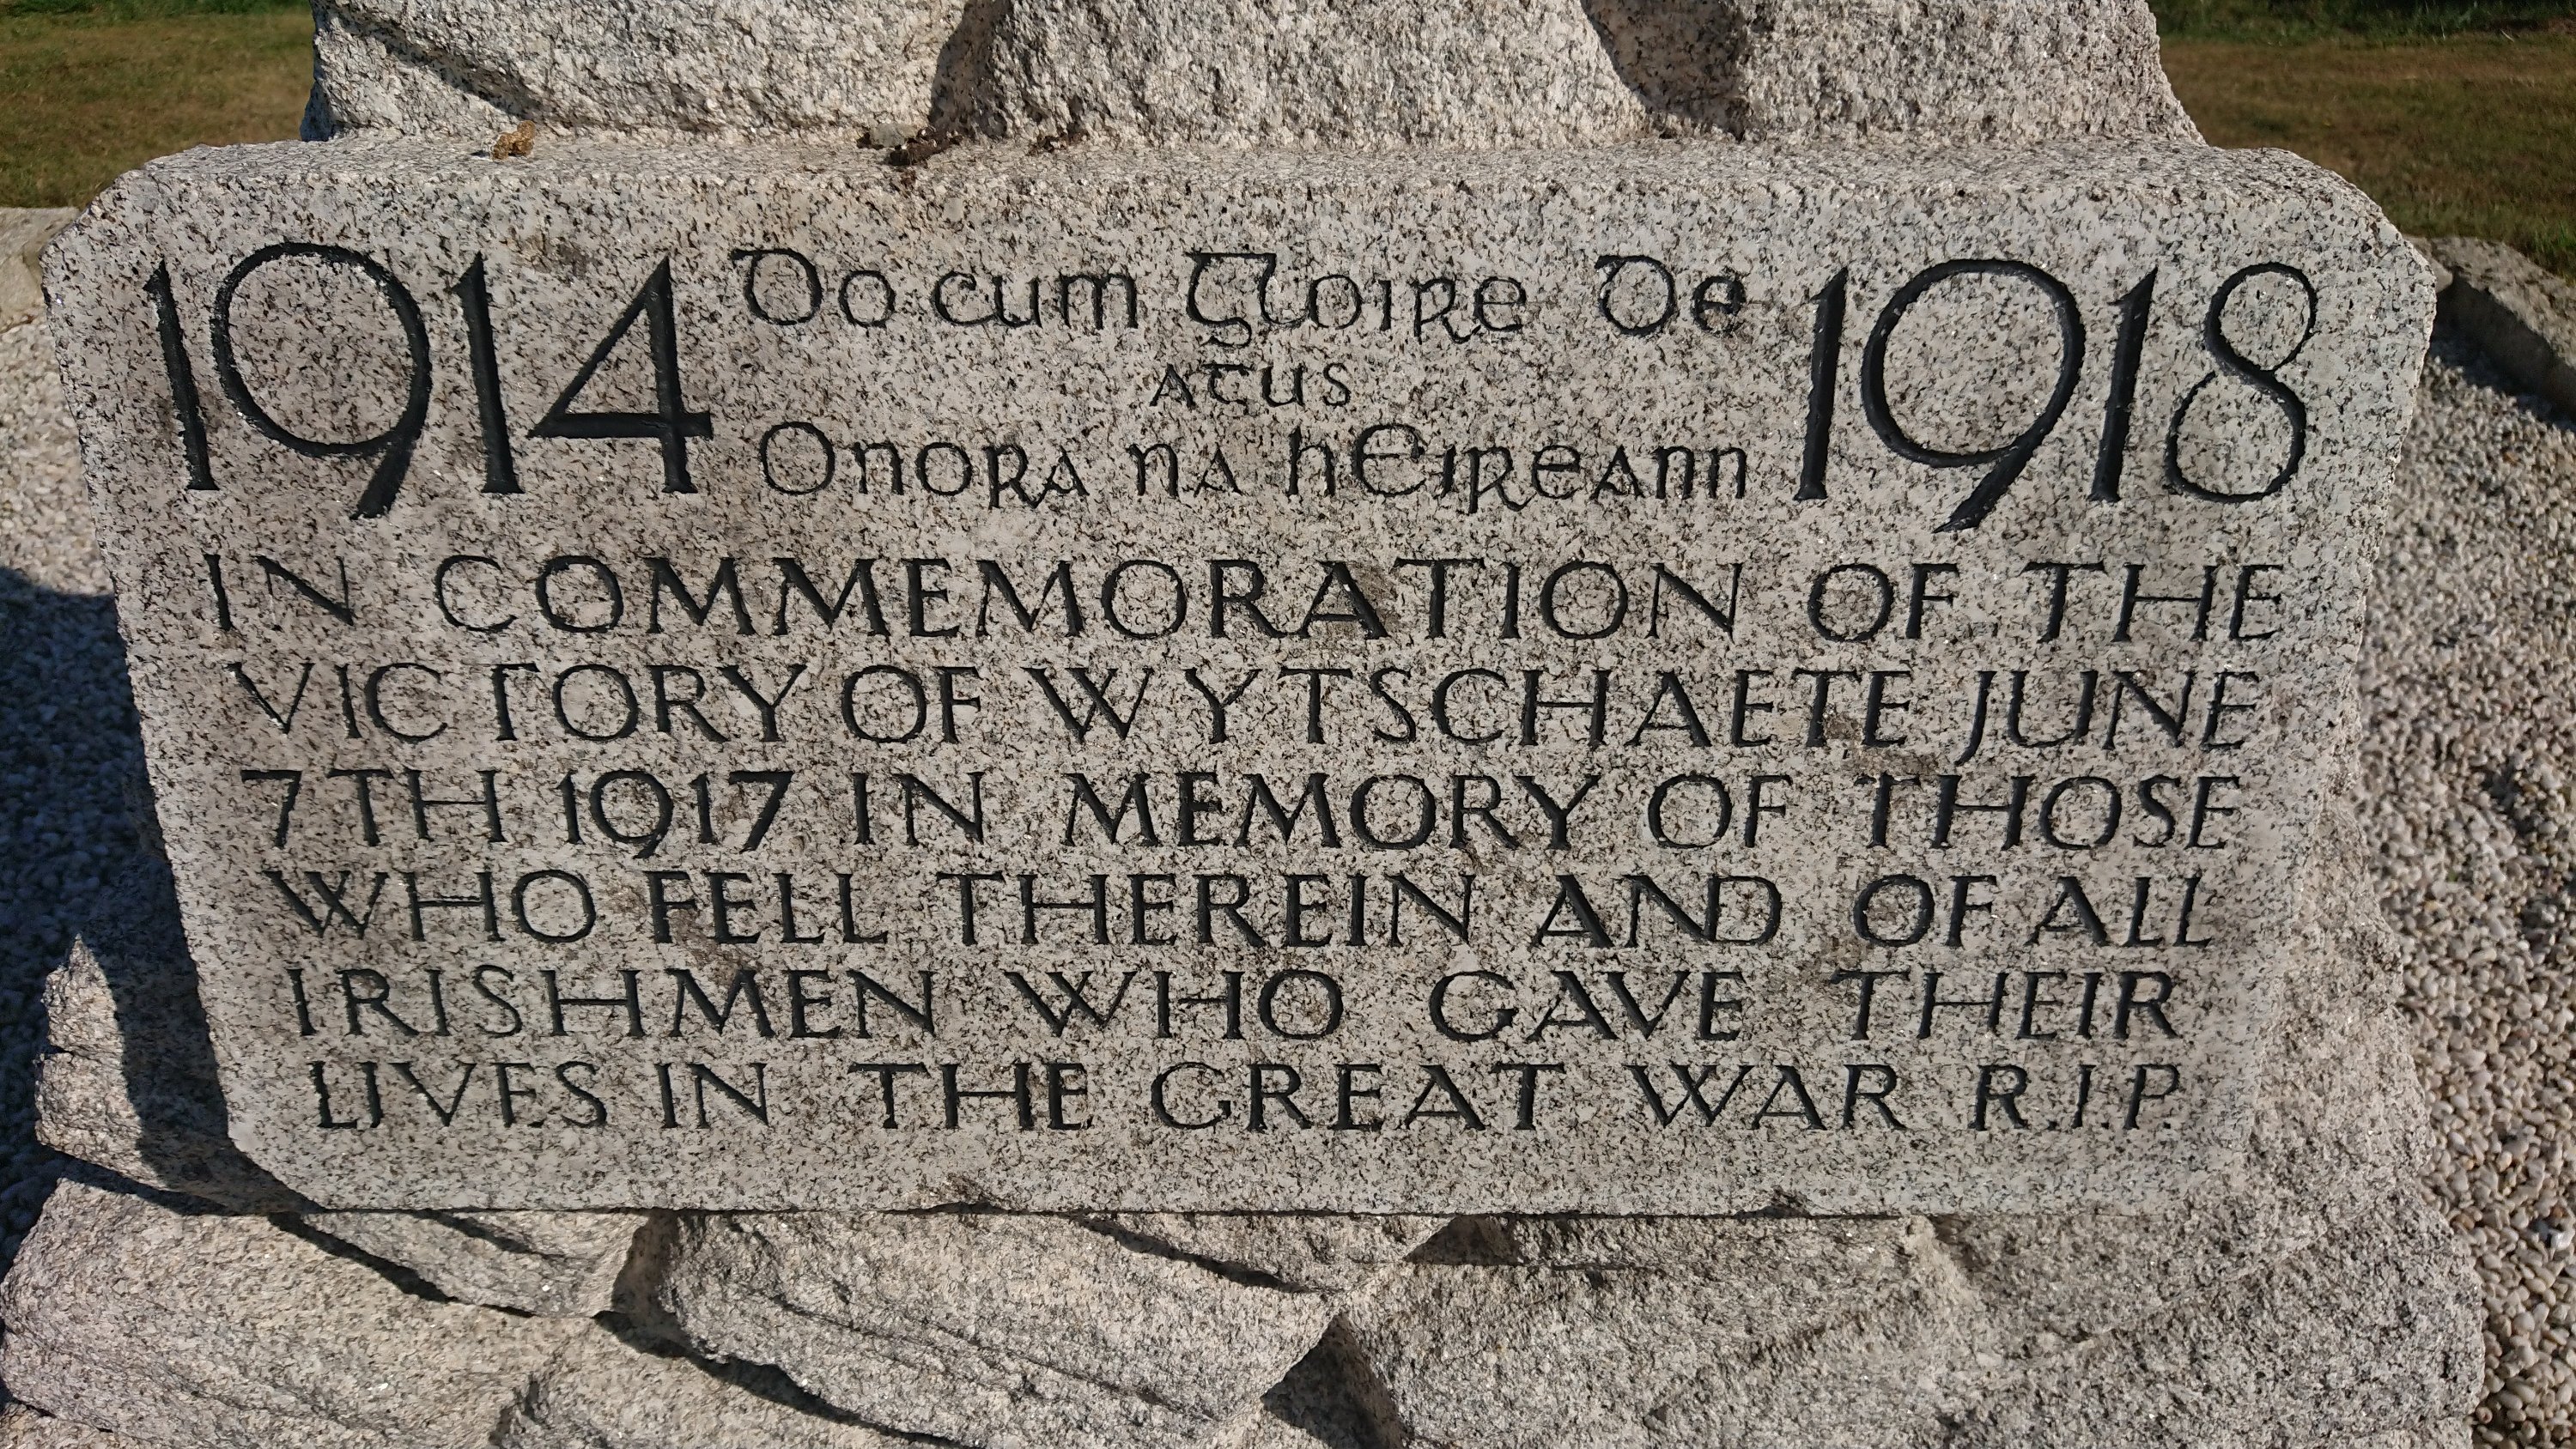 1914 Do cum Gloire De 1918
agus
Onora na hEireann
IN COMMEMORATION OF THE
VICTORY OF WYTSCHAETE JUNE
7TH 1917 IN MEMORY OF THOSE
WHO FELL THEREIN AND OF ALL
IRISHMEN WHO GAVE THEIR
LIVES IN THE GREAT WAR R.I.P.